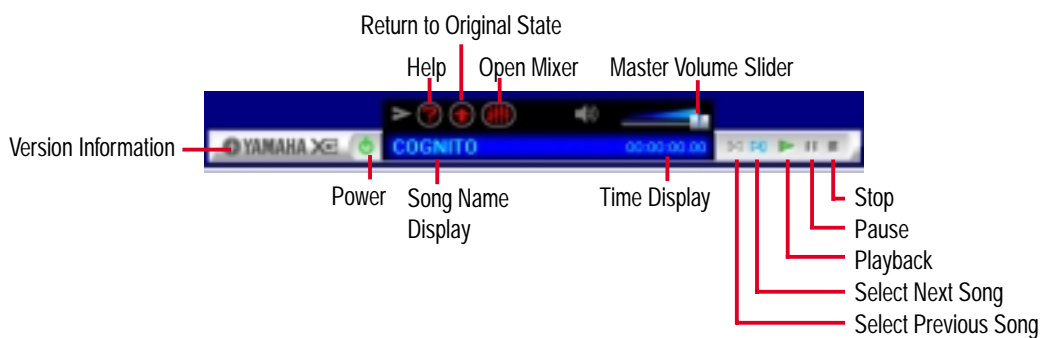 Return to Original State
Help Open Mixer Master Volume Slider
Version Information
YAMAHA XG
COGNITO 00:00:00.00
Power Song Name Display Time Display
Stop
Pause
Playback
Select Next Song
Select Previous Song